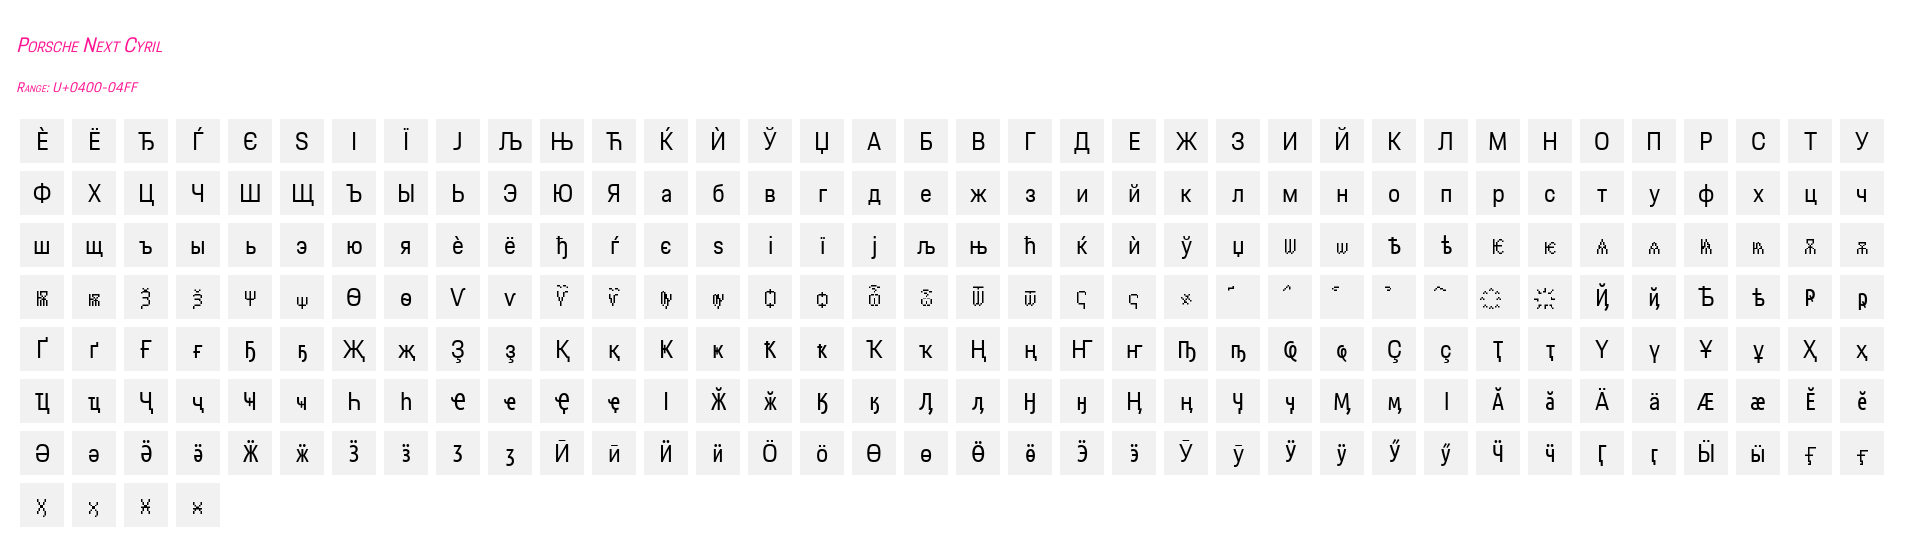 Porsche Next Cyril
Range: U+0400-04FF
Ѐ Ё Ђ Ѓ Є Ѕ І Ї Ј Љ Њ Ћ Ќ Ѝ Ў Џ А Б В Г Д Е Ж З И Й К Л М Н О П Р С Т У
Ф Х Ц Ч Ш Щ Ъ Ы Ь Э Ю Я а б в г д е ж з и й к л м н о п р с т у ф х ц ч
ш щ ъ ы ь э ю я ѐ ё ђ ѓ є ѕ і ї ј љ њ ћ ќ ѝ ў џ Ѡ ѡ Ѣ ѣ Ѥ ѥ Ѧ ѧ Ѩ ѩ Ѫ ѫ
Ѭ ѭ Ѯ ѯ Ѱ ѱ Ѳ ѳ Ѵ ѵ Ѷ ѷ Ѹ ѹ Ѻ ѻ Ѽ ѽ Ѿ ѿ Ҁ ҁ ҂ ҃ ҄ ҅ ҆ ҇ ҈ ҉ Ҋ ҋ Ҍ ҍ Ҏ ҏ
Ґ ґ Ғ ғ Ҕ ҕ Җ җ Ҙ ҙ Қ қ Ҝ ҝ Ҟ ҟ Ҡ ҡ Ң ң Ҥ ҥ Ҧ ҧ Ҩ ҩ Ҫ ҫ Ҭ ҭ Ү ү Ұ ұ Ҳ ҳ
Ҵ ҵ Ҷ ҷ Ҹ ҹ Һ һ Ҽ ҽ Ҿ ҿ Ӏ Ӂ ӂ Ӄ ӄ Ӆ ӆ Ӈ ӈ Ӊ ӊ Ӌ ӌ Ӎ ӎ ӏ Ӑ ӑ Ӓ ӓ Ӕ ӕ Ӗ ӗ
Ә ә Ӛ ӛ Ӝ ӝ Ӟ ӟ Ӡ ӡ Ӣ ӣ Ӥ ӥ Ӧ ӧ Ө ө Ӫ ӫ Ӭ ӭ Ӯ ӯ Ӱ ӱ Ӳ ӳ Ӵ ӵ Ӷ ӷ Ӹ ӹ Ӻ ӻ
Ӽ ӽ Ӿ ӿ